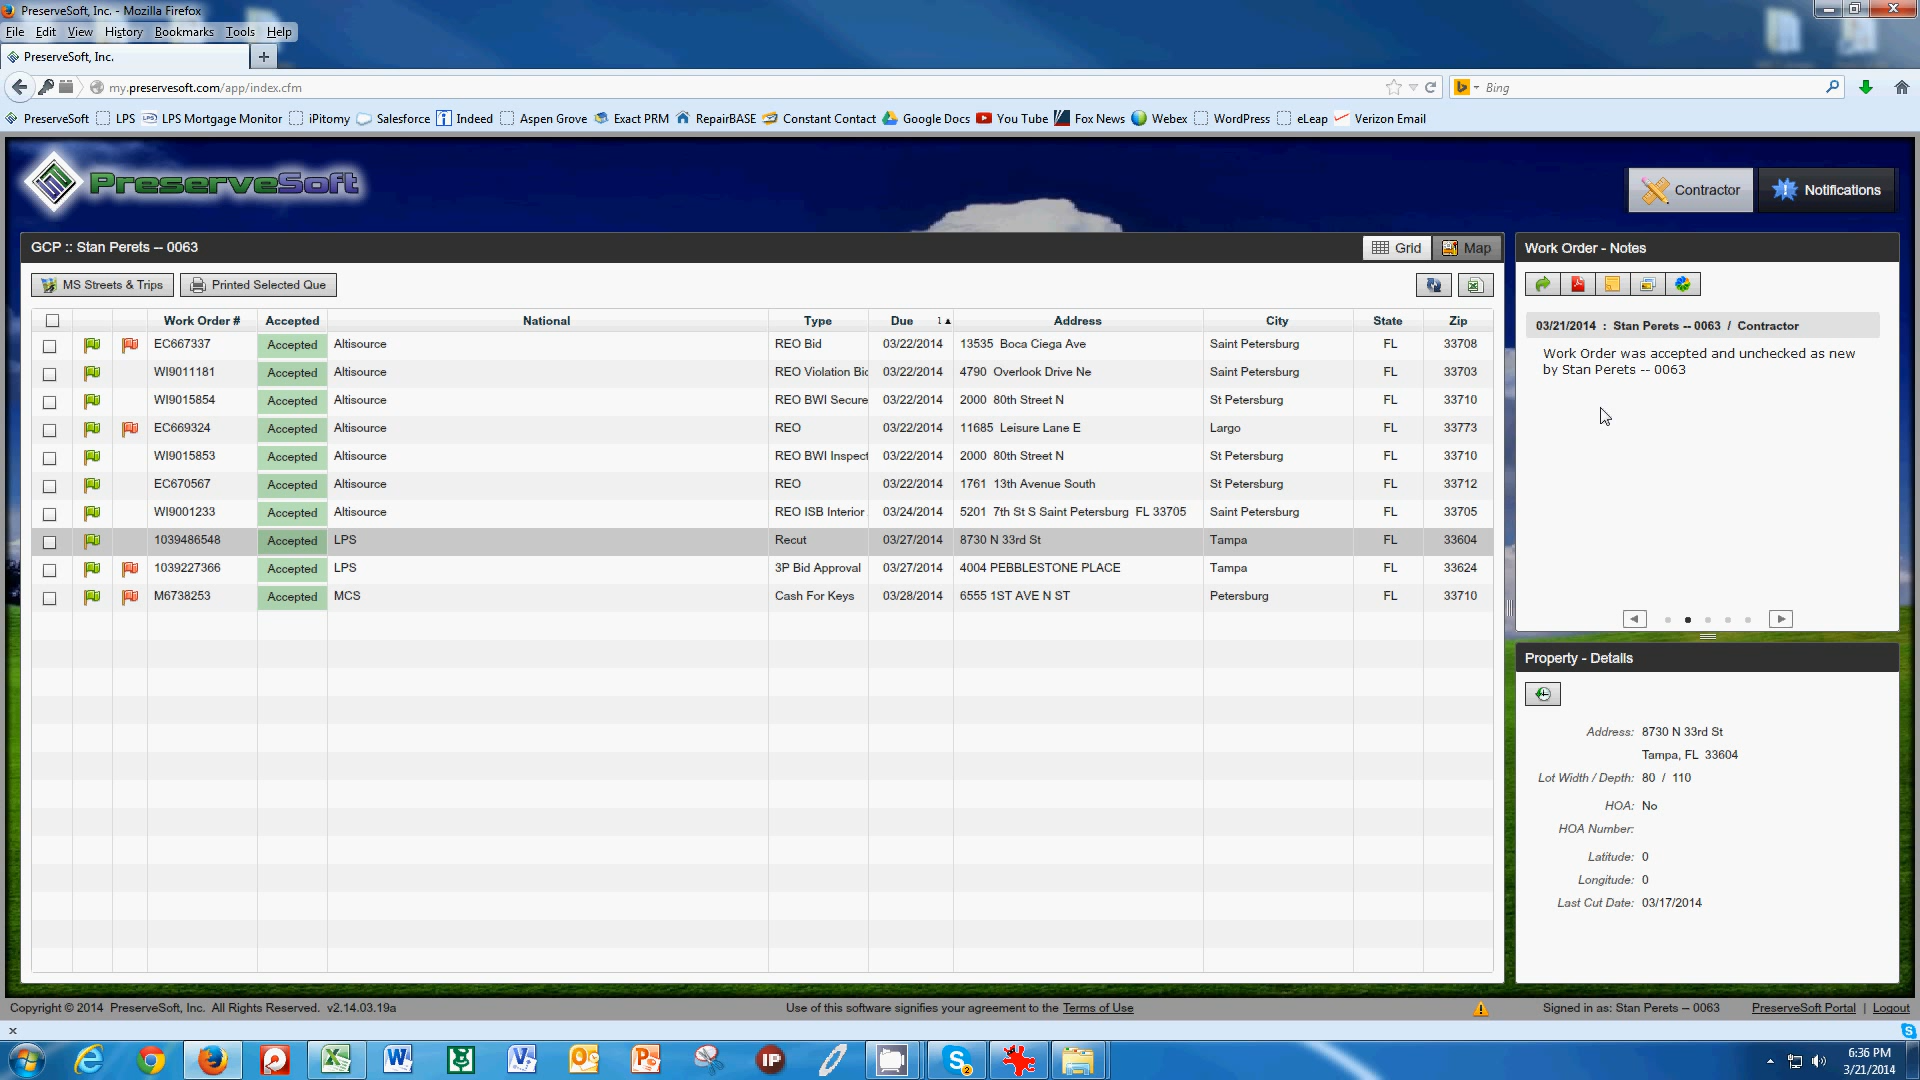 PreserveSoft, Inc. - Mozilla Firefox
File Edit View History Bookmarks Tools Help
PreserveSoft, Inc.
my.preservesoft.com/app/index.cfm
Bing
PreserveSoft LPS LPS Mortgage Monitor iPitomy Salesforce Indeed Aspen Grove Exact PRM RepairBASE Constant Contact Google Docs You Tube Fox News Webex WordPress eLeap Verizon Email
PreserveSoft
Contractor Notifications
GCP :: Stan Perets -- 0063
Grid Map
MS Streets & Trips Printed Selected Que
Work Order # Accepted National Type Due 1 Address City State Zip
EC667337 Accepted Altisource REO Bid 03/22/2014 13535 Boca Ciega Ave Saint Petersburg FL 33708
WI9011181 Accepted Altisource REO Violation Bid 03/22/2014 4790 Overlook Drive Ne Saint Petersburg FL 33703
WI9015854 Accepted Altisource REO BWI Secure 03/22/2014 2000 80th Street N St Petersburg FL 33710
EC669324 Accepted Altisource REO 03/22/2014 11685 Leisure Lane E Largo FL 33773
WI9015853 Accepted Altisource REO BWI Inspect 03/22/2014 2000 80th Street N St Petersburg FL 33710
EC670567 Accepted Altisource REO 03/22/2014 1761 13th Avenue South St Petersburg FL 33712
WI9001233 Accepted Altisource REO ISB Interior 03/24/2014 5201 7th St S Saint Petersburg FL 33705 Saint Petersburg FL 33705
1039486548 Accepted LPS Recut 03/27/2014 8730 N 33rd St Tampa FL 33604
1039227366 Accepted LPS 3P Bid Approval 03/27/2014 4004 PEBBLESTONE PLACE Tampa FL 33624
M6738253 Accepted MCS Cash For Keys 03/28/2014 6555 1ST AVE N ST Petersburg FL 33710
Work Order - Notes
03/21/2014 : Stan Perets -- 0063 / Contractor
Work Order was accepted and unchecked as new
by Stan Perets -- 0063
Property - Details
Address: 8730 N 33rd St
Tampa, FL 33604
Lot Width / Depth: 80 / 110
HOA: No
HOA Number:
Latitude: 0
Longitude: 0
Last Cut Date: 03/17/2014
Copyright © 2014 PreserveSoft, Inc. All Rights Reserved. v2.14.03.19a
Use of this software signifies your agreement to the Terms of Use
Signed in as: Stan Perets -- 0063 PreserveSoft Portal | Logout
IP
6:36 PM
3/21/2014